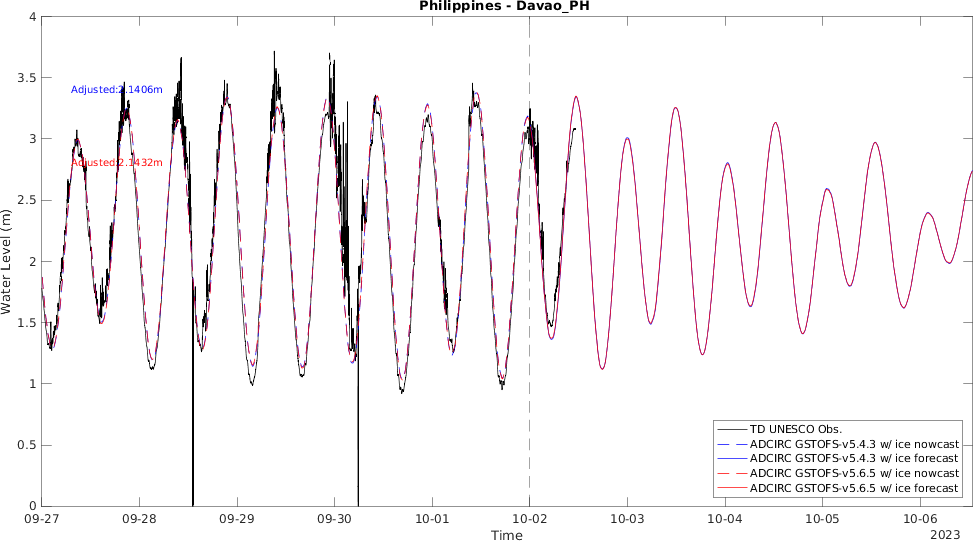 Philippines - Davao_PH
4
3.5
3
2.5
2
1.5
1
0.5
0
Water Level (m)
Adjusted:2.1406m
Adjusted:2.1432m
TD UNESCO Obs.
ADCIRC GSTOFS-v5.4.3 w/ ice nowcast
ADCIRC GSTOFS-v5.4.3 w/ ice forecast
ADCIRC GSTOFS-v5.6.5 w/ ice nowcast
ADCIRC GSTOFS-v5.6.5 w/ ice forecast
09-27 09-28 09-29 09-30 10-01 10-02 10-03 10-04 10-05 10-06
Time
2023